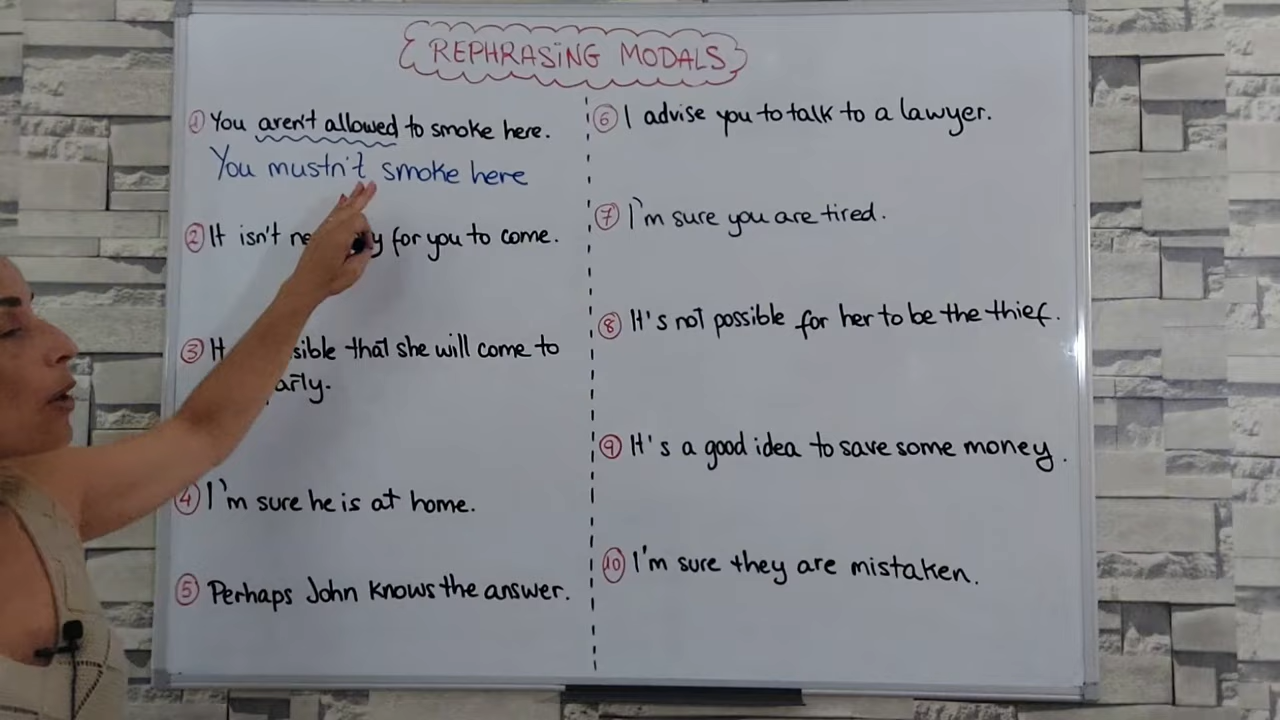 REPHRASING MODALS
① You aren't allowed to smoke here.
You mustn't smoke here
② It isn't for you to come.
③ that she will come to
④ I'm sure he is at home.
⑤ Perhaps John knows the answer.
⑥ I advise you to talk to a lawyer.
⑦ I'm sure you are tired.
⑧ It's not possible for her to be the thief.
⑨ It's a good idea to save some money.
⑩ I'm sure they are mistaken.